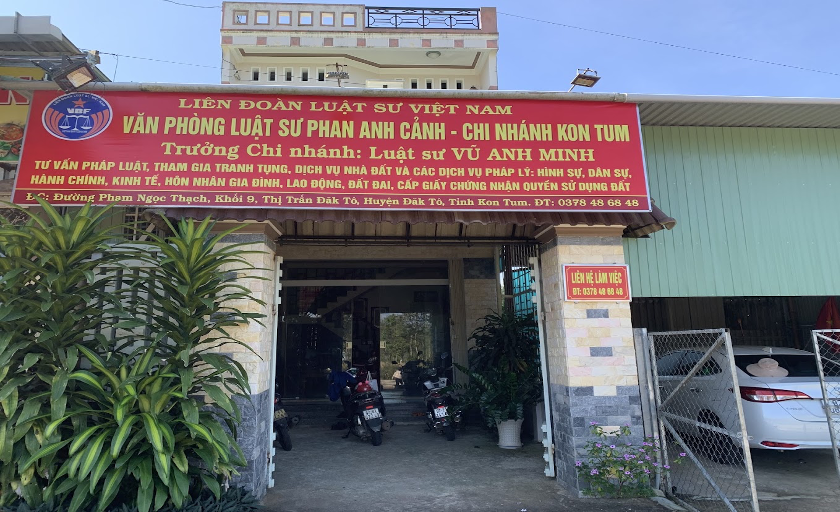 LIÊN ĐOÀN LUẬT SƯ VIỆT NAM
VBF
VĂN PHÒNG LUẬT SƯ PHAN ANH CẢNH - CHI NHÁNH KON TUM
Trưởng Chi nhánh: Luật sư VŨ ANH MINH
TƯ VẤN PHÁP LUẬT, THAM GIA TRANH TỤNG, DỊCH VỤ NHÀ ĐẤT VÀ CÁC DỊCH VỤ PHÁP LÝ: HÌNH SỰ, DÂN SỰ,
HÀNH CHÍNH, KINH TẾ, HÔN NHÂN GIA ĐÌNH, LAO ĐỘNG, ĐẤT ĐAI, CẤP GIẤY CHỨNG NHẬN QUYỀN SỬ DỤNG ĐẤT
ĐC: Đường Phạm Ngọc Thạch, Khối 9, Thị Trấn Đăk Tô, Huyện Đăk Tô, Tỉnh Kon Tum. ĐT: 0378 48 68 48
LIÊN HỆ LÀM VIỆC
ĐT: 0378 48 68 48